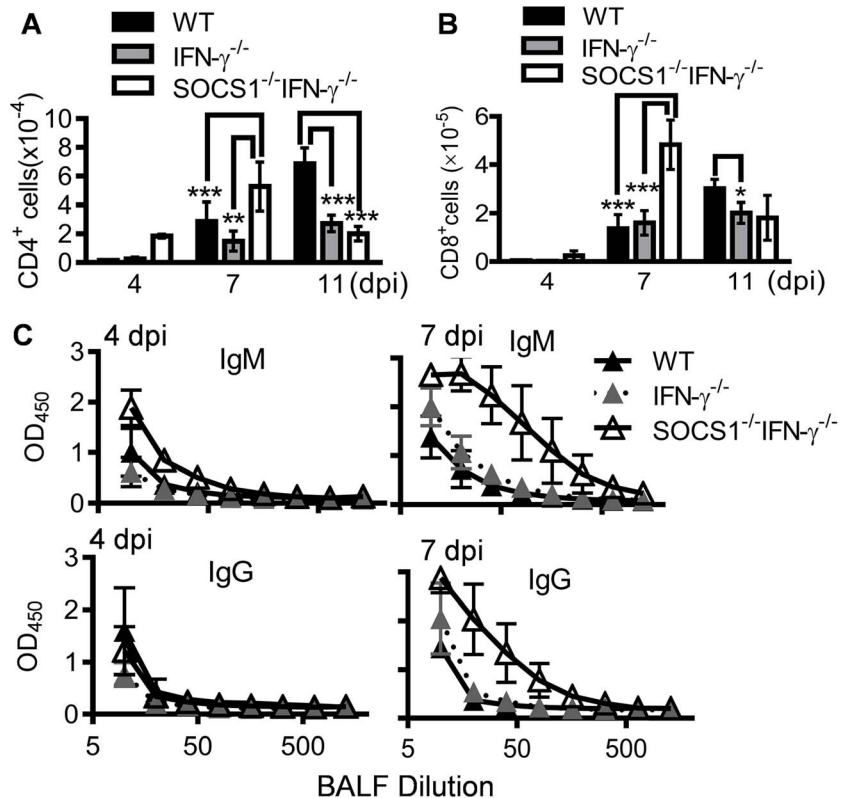 A
WT
IFN-γ-/-
SOCS1-/-IFN-γ-/-
CD4+ cells(x10-4)
10
8
6
4
2
0
*** ** *** ***
4 7 11 (dpi)
B
WT
IFN-γ-/-
SOCS1-/-IFN-γ-/-
CD8+cells (×10-5)
6
4
2
0
*** *** *
4 7 11 (dpi)
C
4 dpi
IgM
OD450
3
2
1
0
7 dpi
IgM
WT
IFN-γ-/-
SOCS1-/-IFN-γ-/-
4 dpi
IgG
OD450
3
2
1
0
5 50 500
7 dpi
IgG
5 50 500
BALF Dilution